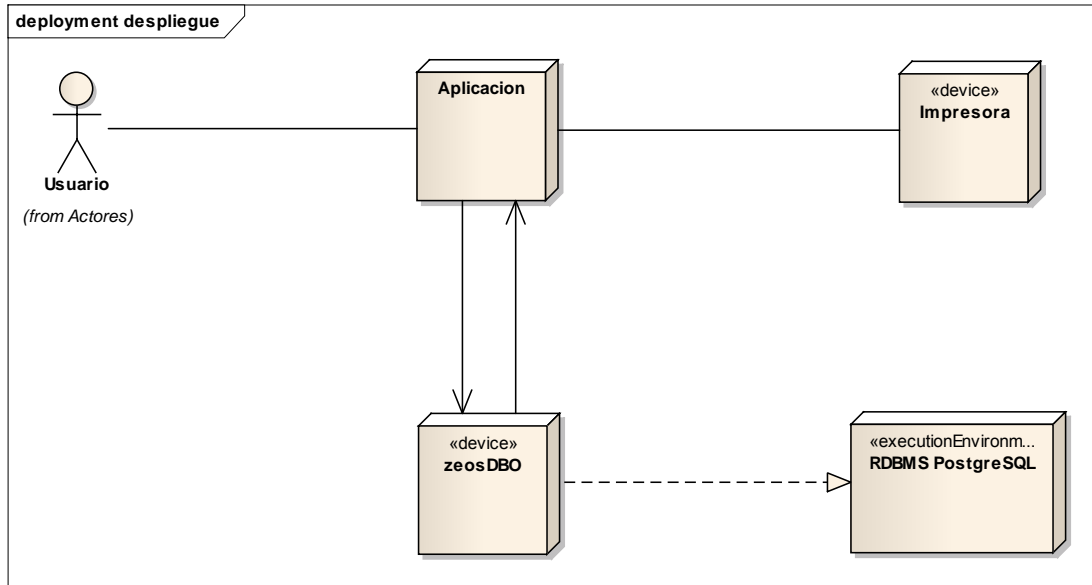 deployment despliegue
Usuario
(from Actores)
Aplicacion
«device»
Impresora
«device»
zeosDBO
«executionEnvironm...
RDBMS PostgreSQL